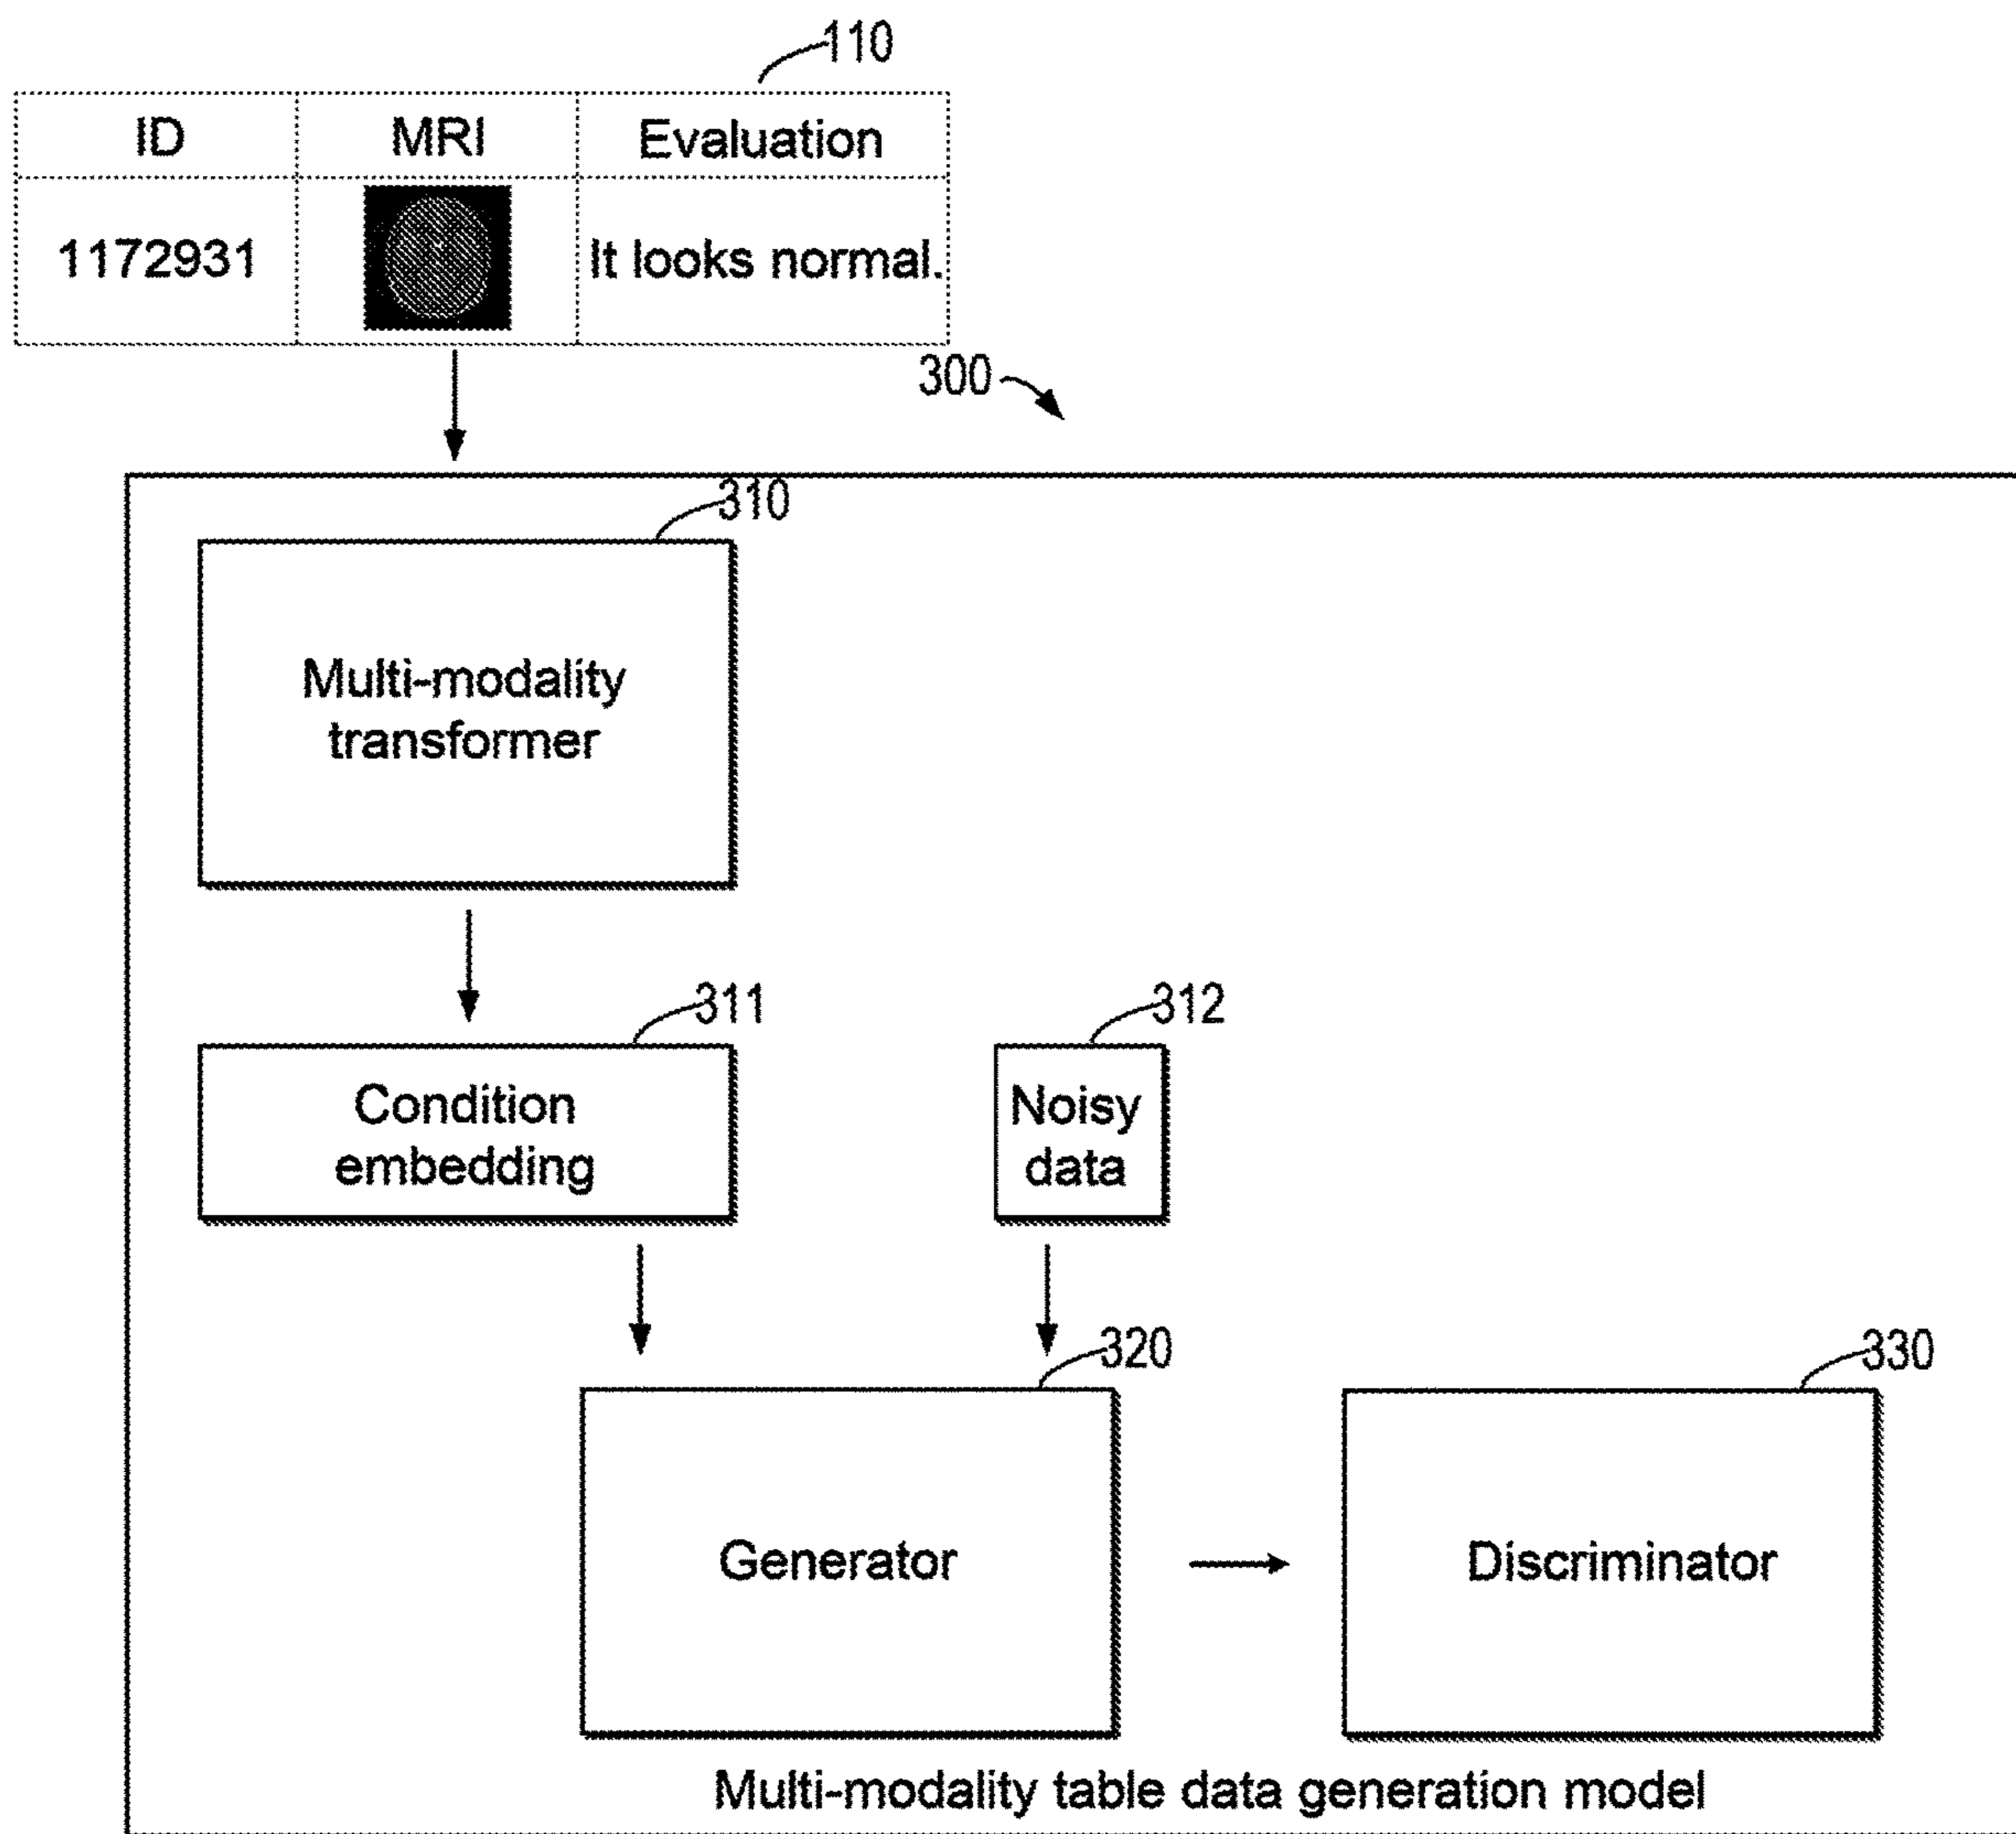 110
ID MRI Evaluation
1172931 It looks normal.
300
310
Multi-modality
transformer
311
312
Condition
embedding
Noisy
data
320
330
Generator
Discriminator
Multi-modality table data generation model